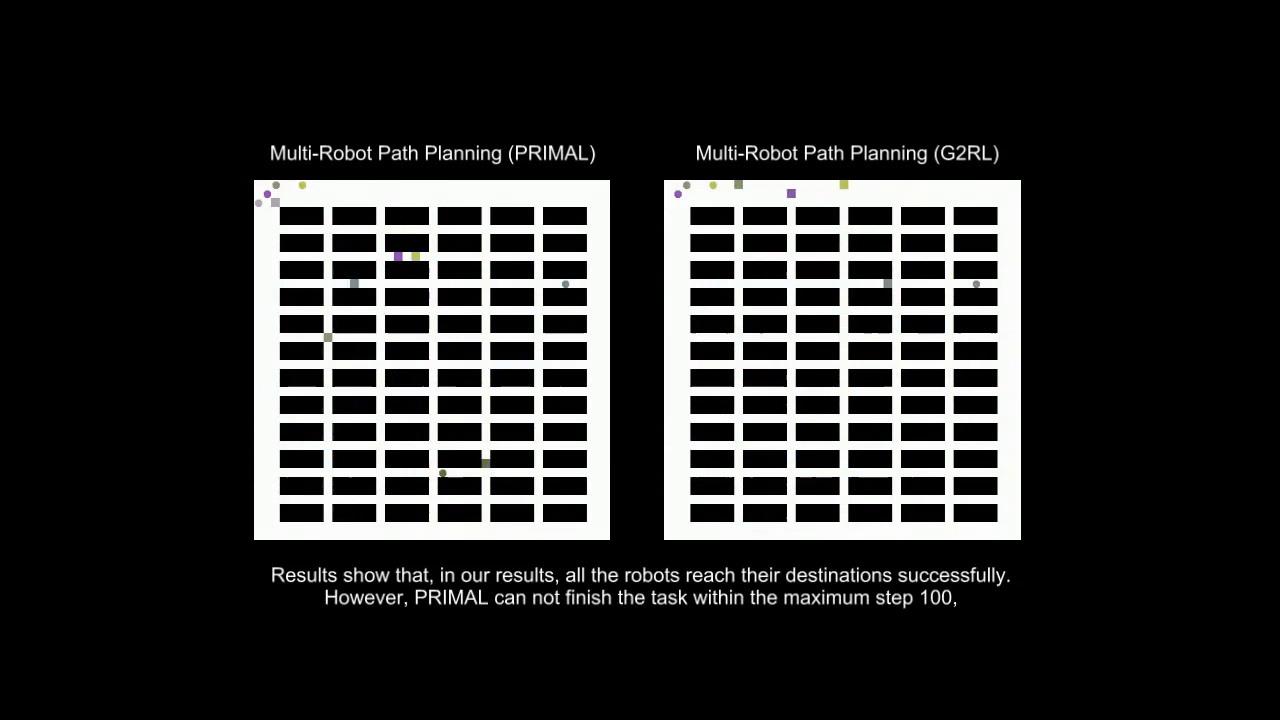 Multi-Robot Path Planning (PRIMAL)
Multi-Robot Path Planning (G2RL)
Results show that, in our results, all the robots reach their destinations successfully.
However, PRIMAL can not finish the task within the maximum step 100,